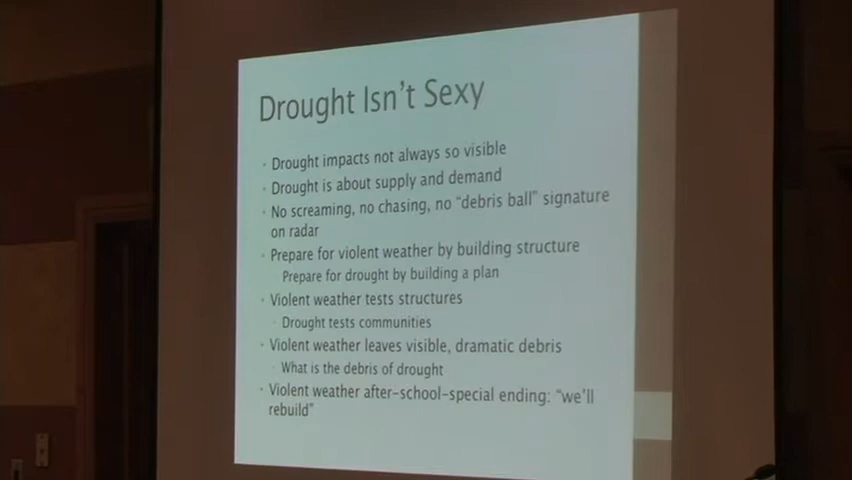 Drought Isn't Sexy
• Drought impacts not always so visible
• Drought is about supply and demand
• No screaming, no chasing, no "debris ball" signature
on radar
• Prepare for violent weather by building structure
Prepare for drought by building a plan
• Violent weather tests structures
• Drought tests communities
• Violent weather leaves visible, dramatic debris
• What is the debris of drought
• Violent weather after-school-special ending: "we'll
rebuild"